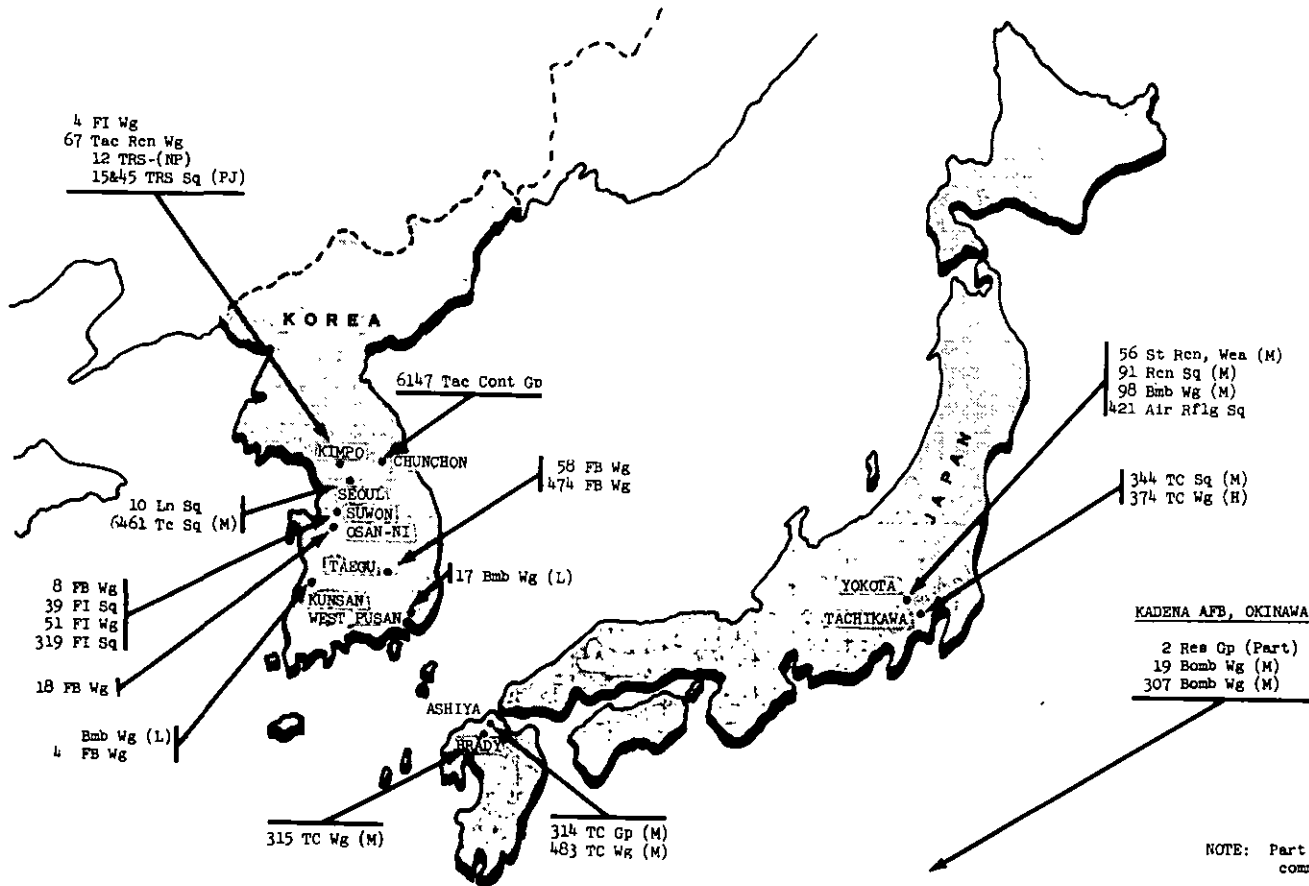 4 FI Wg
67 Tac Rcn Wg
12 TRS-(NP)
15&45 TRS Sq (PJ)
KOREA
6147 Tac Cont Gp
KIMPO
CHUNCHON
SEOUL
SUWON
OSAN-NI
TAEGU
KUNSAN
WEST PUSAN
10 Ln Sq
6461 Tc Sq (M)
58 FB Wg
474 FB Wg
17 Bmb Wg (L)
8 FB Wg
39 FI Sq
51 FI Wg
319 FI Sq
18 FB Wg
Bmb Wg (L)
4 FB Wg
ASHIYA
BRADY
315 TC Wg (M)
314 TC Gp (M)
483 TC Wg (M)
JAPAN
56 St Rcn, Wea (M)
91 Rcn Sq (M)
98 Bmb Wg (M)
421 Air Rflg Sq
344 TC Sq (M)
374 TC Wg (H)
YOKOTA
TACHIKAWA
KADENA AFB, OKINAWA
2 Res Gp (Part)
19 Bomb Wg (M)
307 Bomb Wg (M)
NOTE: Part